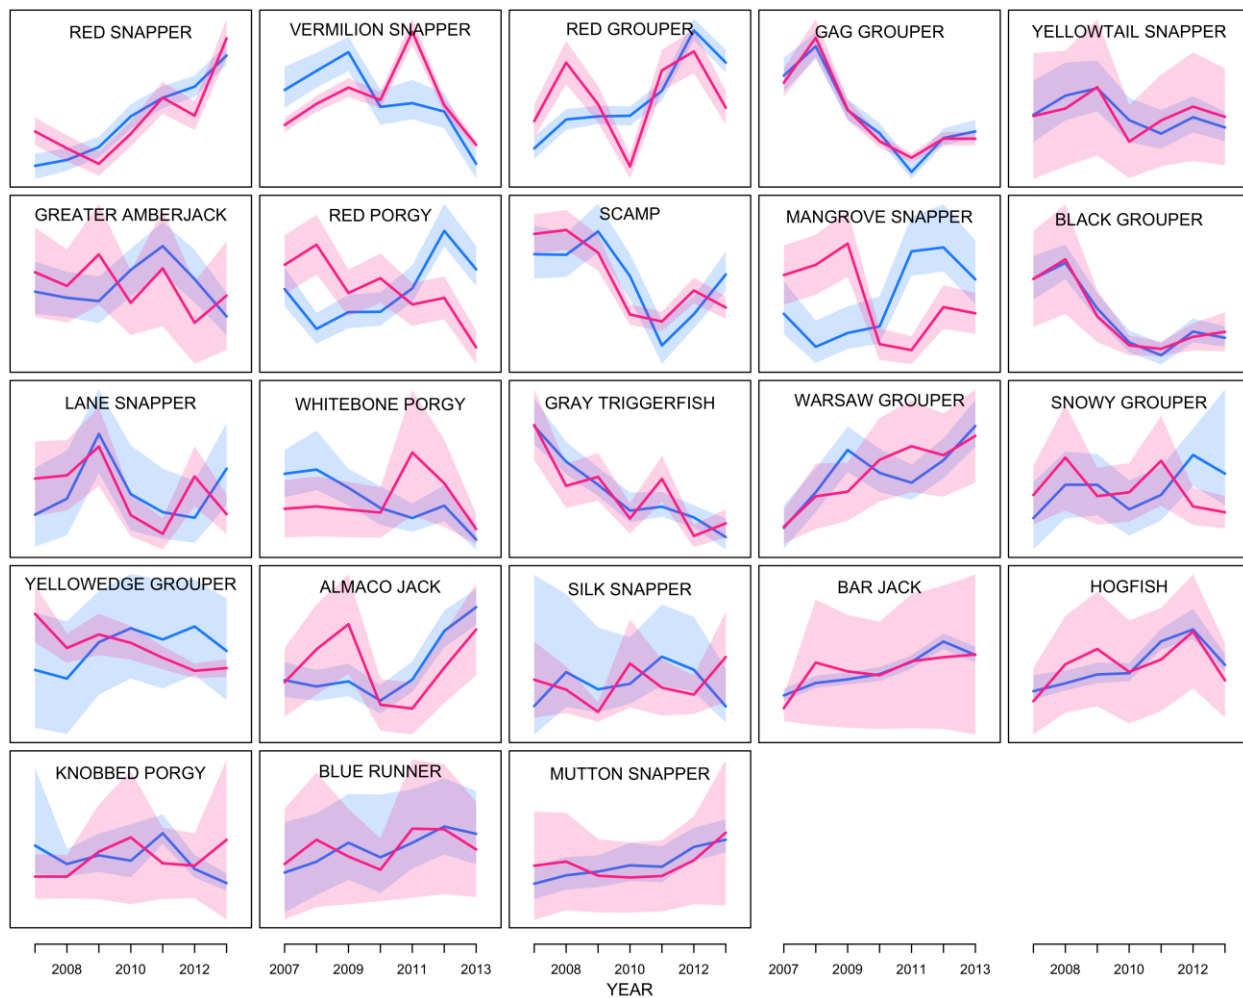 RED SNAPPER
VERMILION SNAPPER
RED GROUPER
GAG GROUPER
YELLOWTAIL SNAPPER
GREATER AMBERJACK
RED PORGY
SCAMP
MANGROVE SNAPPER
BLACK GROUPER
LANE SNAPPER
WHITEBONE PORGY
GRAY TRIGGERFISH
WARSAW GROUPER
SNOWY GROUPER
YELLOWEDGE GROUPER
ALMACO JACK
SILK SNAPPER
BAR JACK
HOGFISH
KNOBBED PORGY
BLUE RUNNER
MUTTON SNAPPER
2008 2010 2012
2007 2009 2011 2013
2008 2010 2012
2007 2009 2011 2013
2008 2010 2012
YEAR